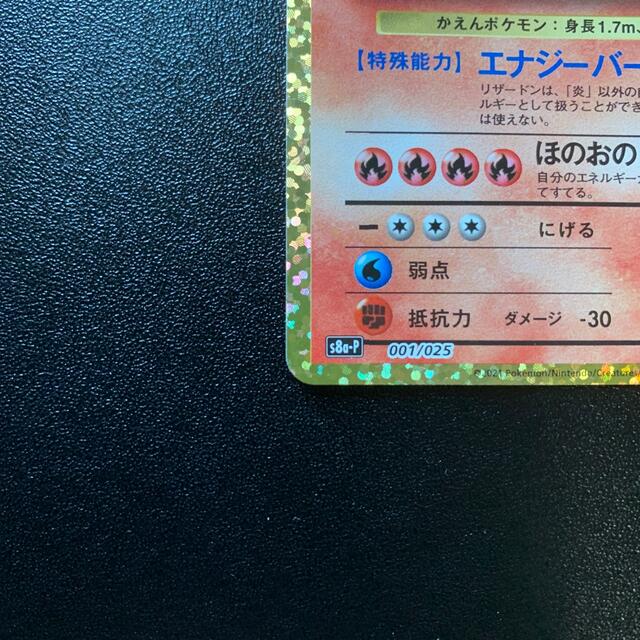 かえんポケモン：身長1.7m、
【特殊能力】エナジーバー
リザードンは、「炎」以外の
ルギーとして扱うことができ
は使えない。
ほのおの
自分のエネルギー
てすてる。
にげる
弱点
抵抗力 ダメージ -30
s8a-P 001/025
©2021 Pokémon/Nintendo/Creatures/